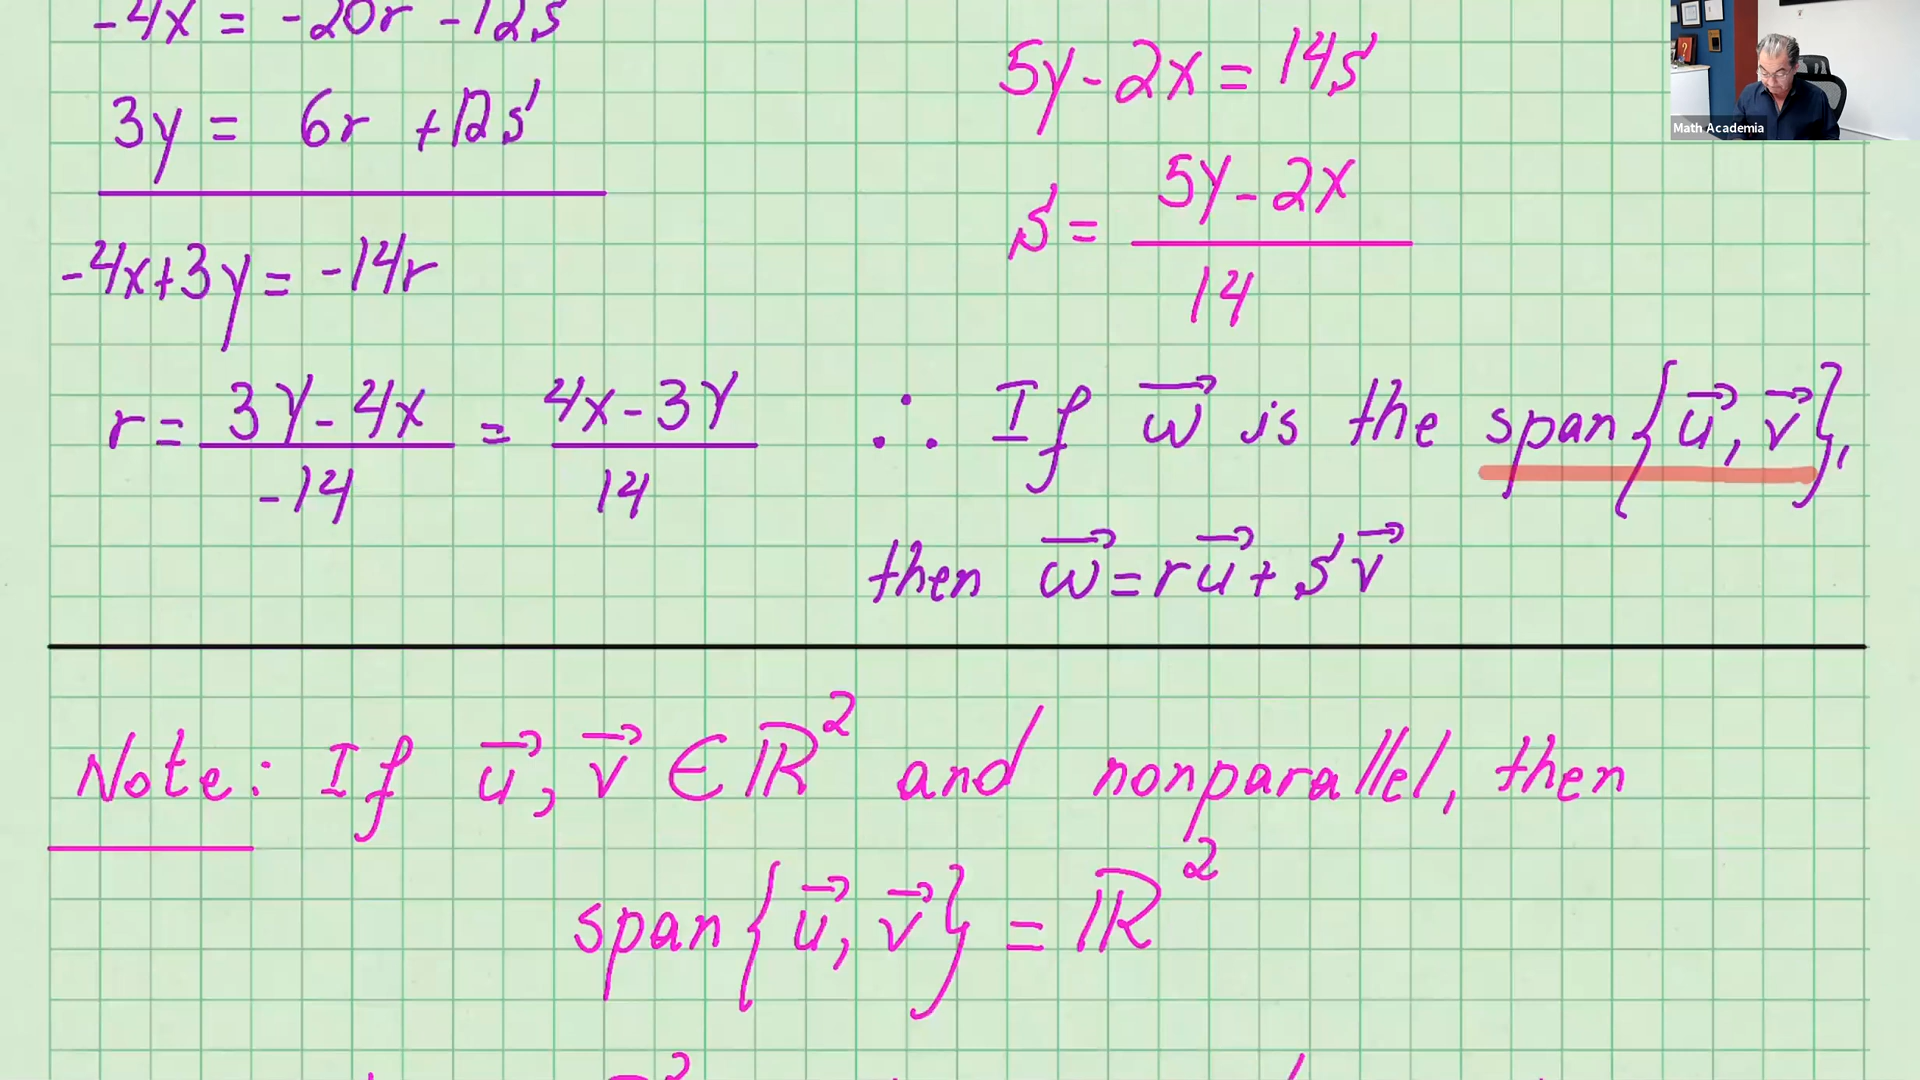 -4x = -20r -12s
3y = 6r +12s
-4x+3y = -14r
r = 3y-4x / -14 = 4x-3y / 14
5y-2x = 14s
s = 5y-2x / 14
∴ If w⃗ is the span{u⃗, v⃗},
then w⃗ = ru⃗ + sv⃗
Note: If u⃗, v⃗ ∈ ℝ² and nonparallel, then
span{u⃗, v⃗} = ℝ²
Math Academia